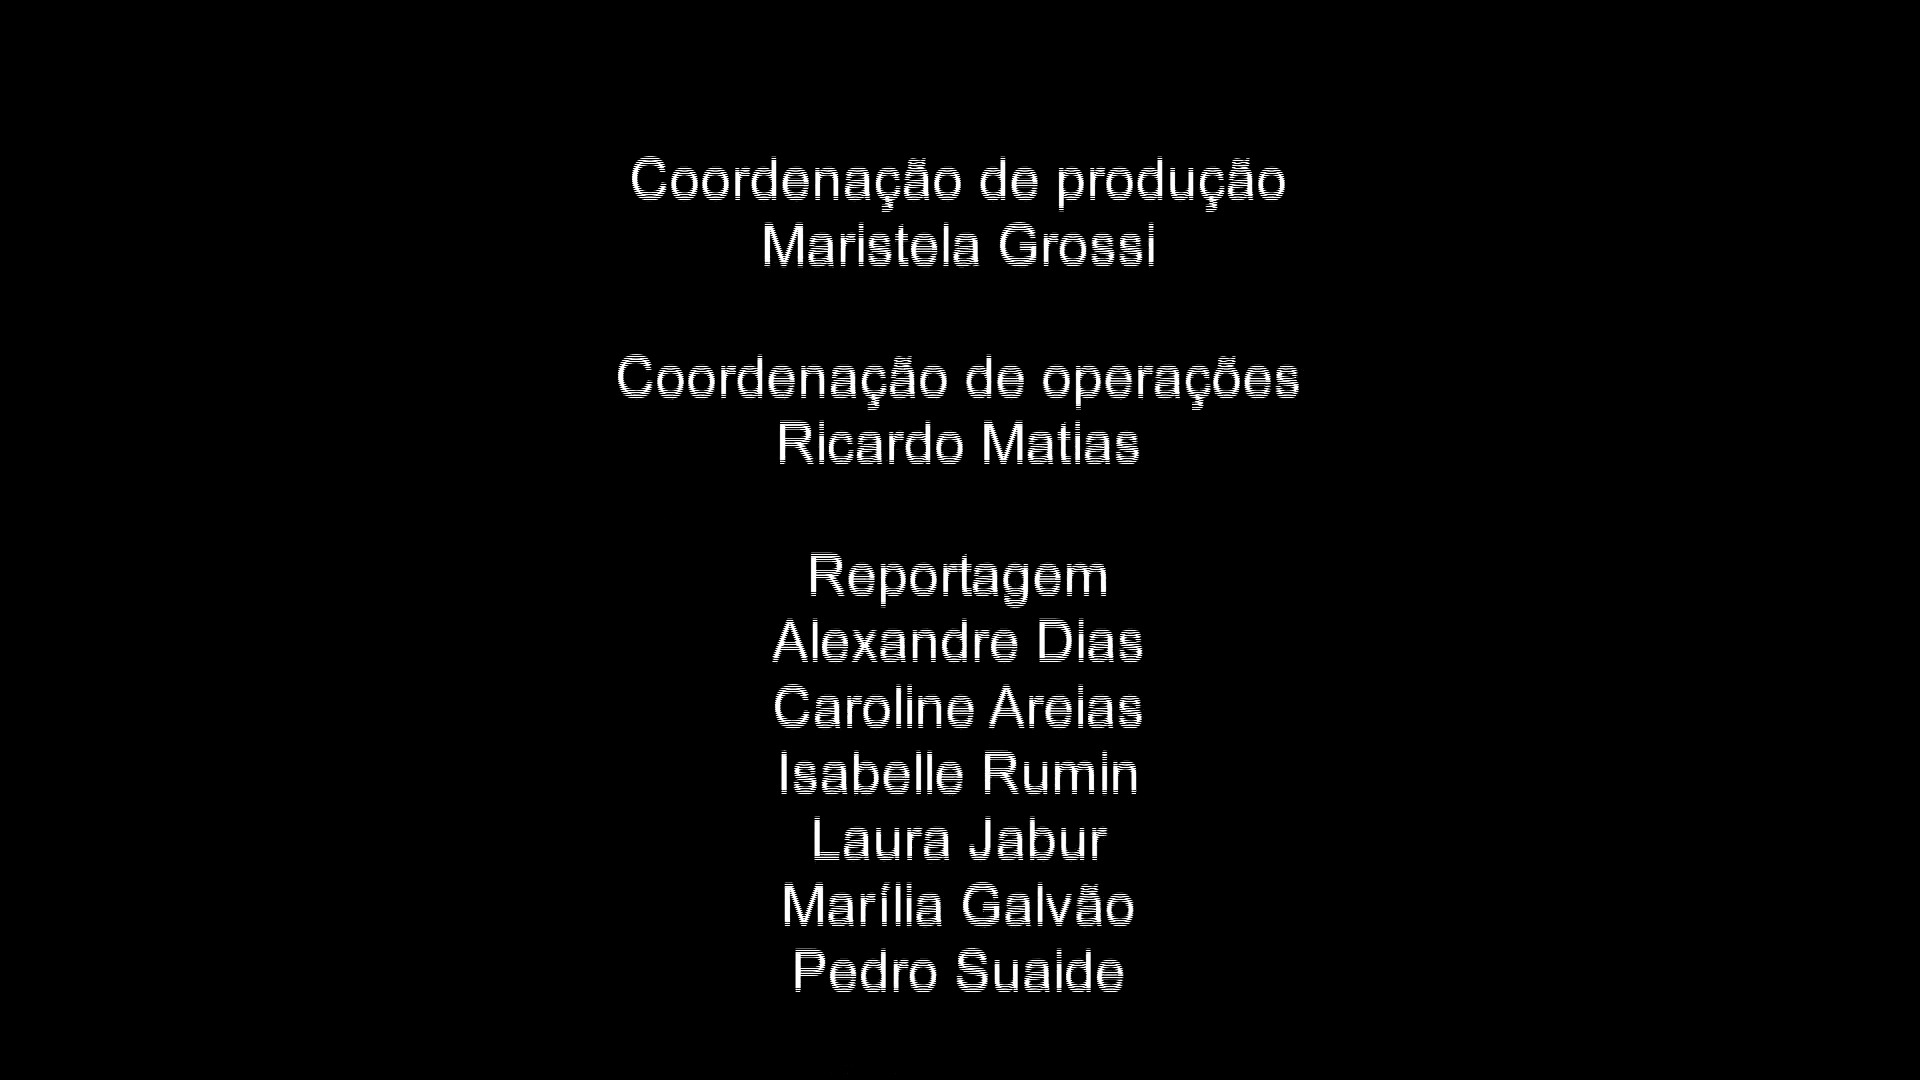 Coordenação de produção
Maristela Grossi
Coordenação de operações
Ricardo Matias
Reportagem
Alexandre Dias
Caroline Areias
Isabelle Rumin
Laura Jabur
Marília Galvão
Pedro Suaide